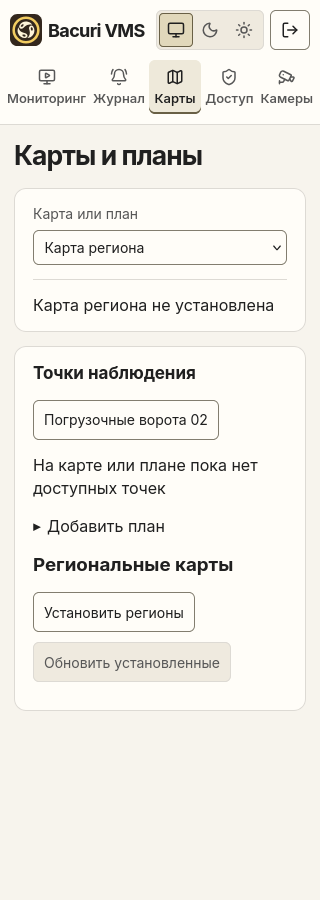 Bacuri VMS
Мониторинг Журнал Карты Доступ Камеры
Карты и планы
Карта или план
Карта региона
Карта региона не установлена
Точки наблюдения
Погрузочные ворота 02
На карте или плане пока нет
доступных точек
Добавить план
Региональные карты
Установить регионы
Обновить установленные